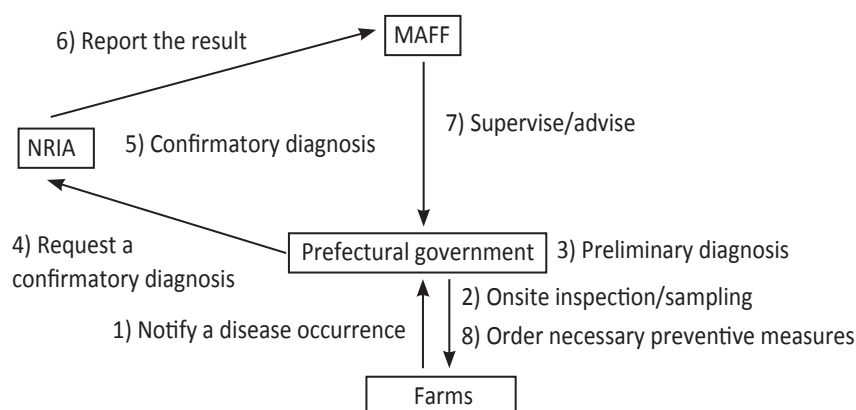 6) Report the result
MAFF
7) Supervise/advise
NRIA
5) Confirmatory diagnosis
4) Request a
confirmatory diagnosis
Prefectural government
3) Preliminary diagnosis
2) Onsite inspection/sampling
1) Notify a disease occurrence
8) Order necessary preventive measures
Farms